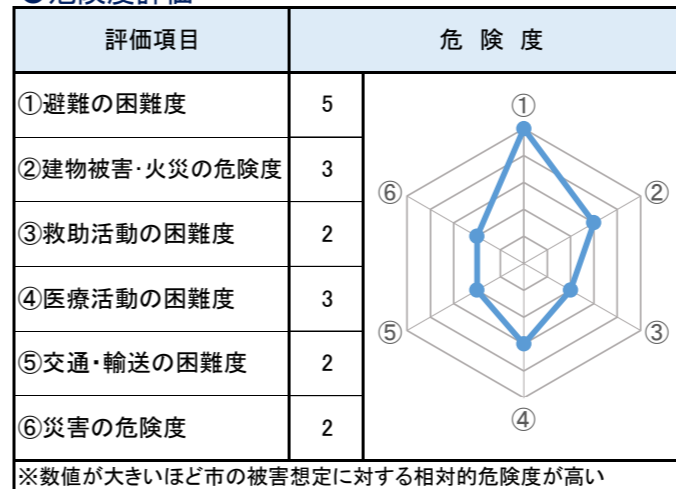 ●危険度評価
評価項目 危 険 度
①避難の困難度 5
②建物被害・火災の危険度 3
③救助活動の困難度 2
④医療活動の困難度 3
⑤交通・輸送の困難度 2
⑥災害の危険度 2
①
⑥ ②
⑤ ③
④
※数値が大きいほど市の被害想定に対する相対的危険度が高い